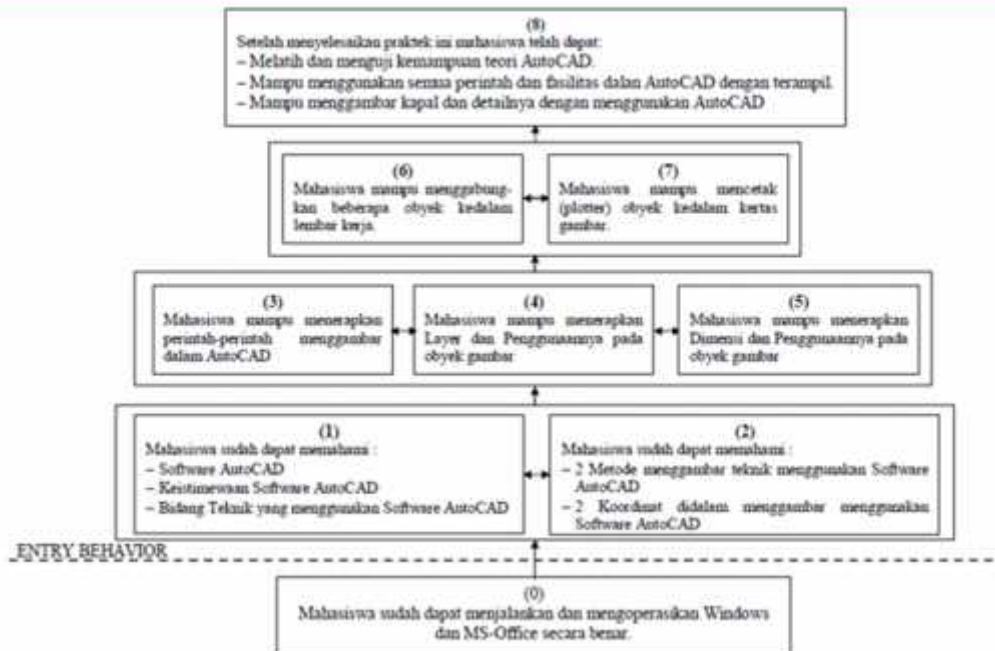 (8)
Setelah menyelesaikan praktek ini mahasiswa telah dapat:
– Melatih dan menguji kemampuan teori AutoCAD.
– Mampu menggunakan semua perintah dan fasilitas dalan AutoCAD dengan terampil.
– Mampu menggambar kapal dan detailnya dengan menggunakan AutoCAD
(6)
Mahasiswa mampu menggabung-
kan beberapa obyek kedalam
lembar kerja.
(7)
Mahasiswa mampu mencetak
(plotter) obyek kedalam kertas
gambar.
(3)
Mahasiswa mampu menerapkan
perintah-perintah menggambar
dalam AutoCAD
(4)
Mahasiswa mampu menerapkan
Layer dan Penggunaannya pada
obyek gambar
(5)
Mahasiswa mampu menerapkan
Dimensi dan Penggunaannya pada
obyek gambar
(1)
Mahasiswa sudah dapat memahami :
– Software AutoCAD
– Keistimewaan Software AutoCAD
– Bidang Teknik yang menggunakan Software AutoCAD
(2)
Mahasiswa sudah dapat memahami :
– 2 Metode menggambar teknik menggunakan Software
AutoCAD
– 2 Koordinat didalam menggambar menggunakan
Software AutoCAD
ENTRY BEHAVIOR
(0)
Mahasiswa sudah dapat menjalankan dan mengoperasikan Windows
dan MS-Office secara benar.